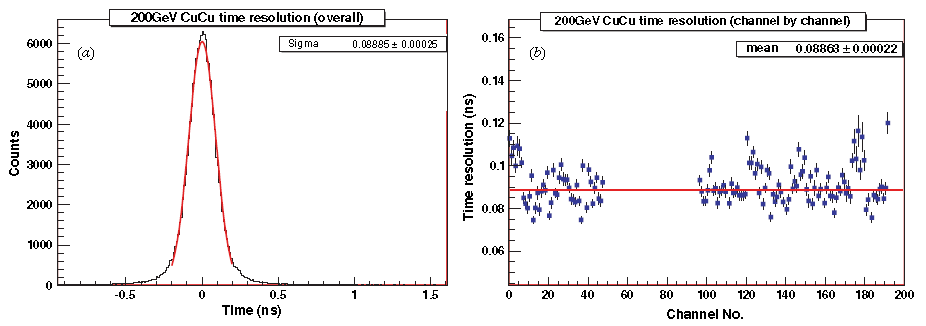 200GeV CuCu time resolution (overall)
(a)
Sigma 0.08885 ± 0.00025
Counts
6000
5000
4000
3000
2000
1000
0
-0.5 0 0.5 1 1.5
Time (ns)
200GeV CuCu time resolution (channel by channel)
(b)
mean 0.08863 ± 0.00022
Time resolution (ns)
0.16
0.14
0.12
0.1
0.08
0.06
0 20 40 60 80 100 120 140 160 180 200
Channel No.